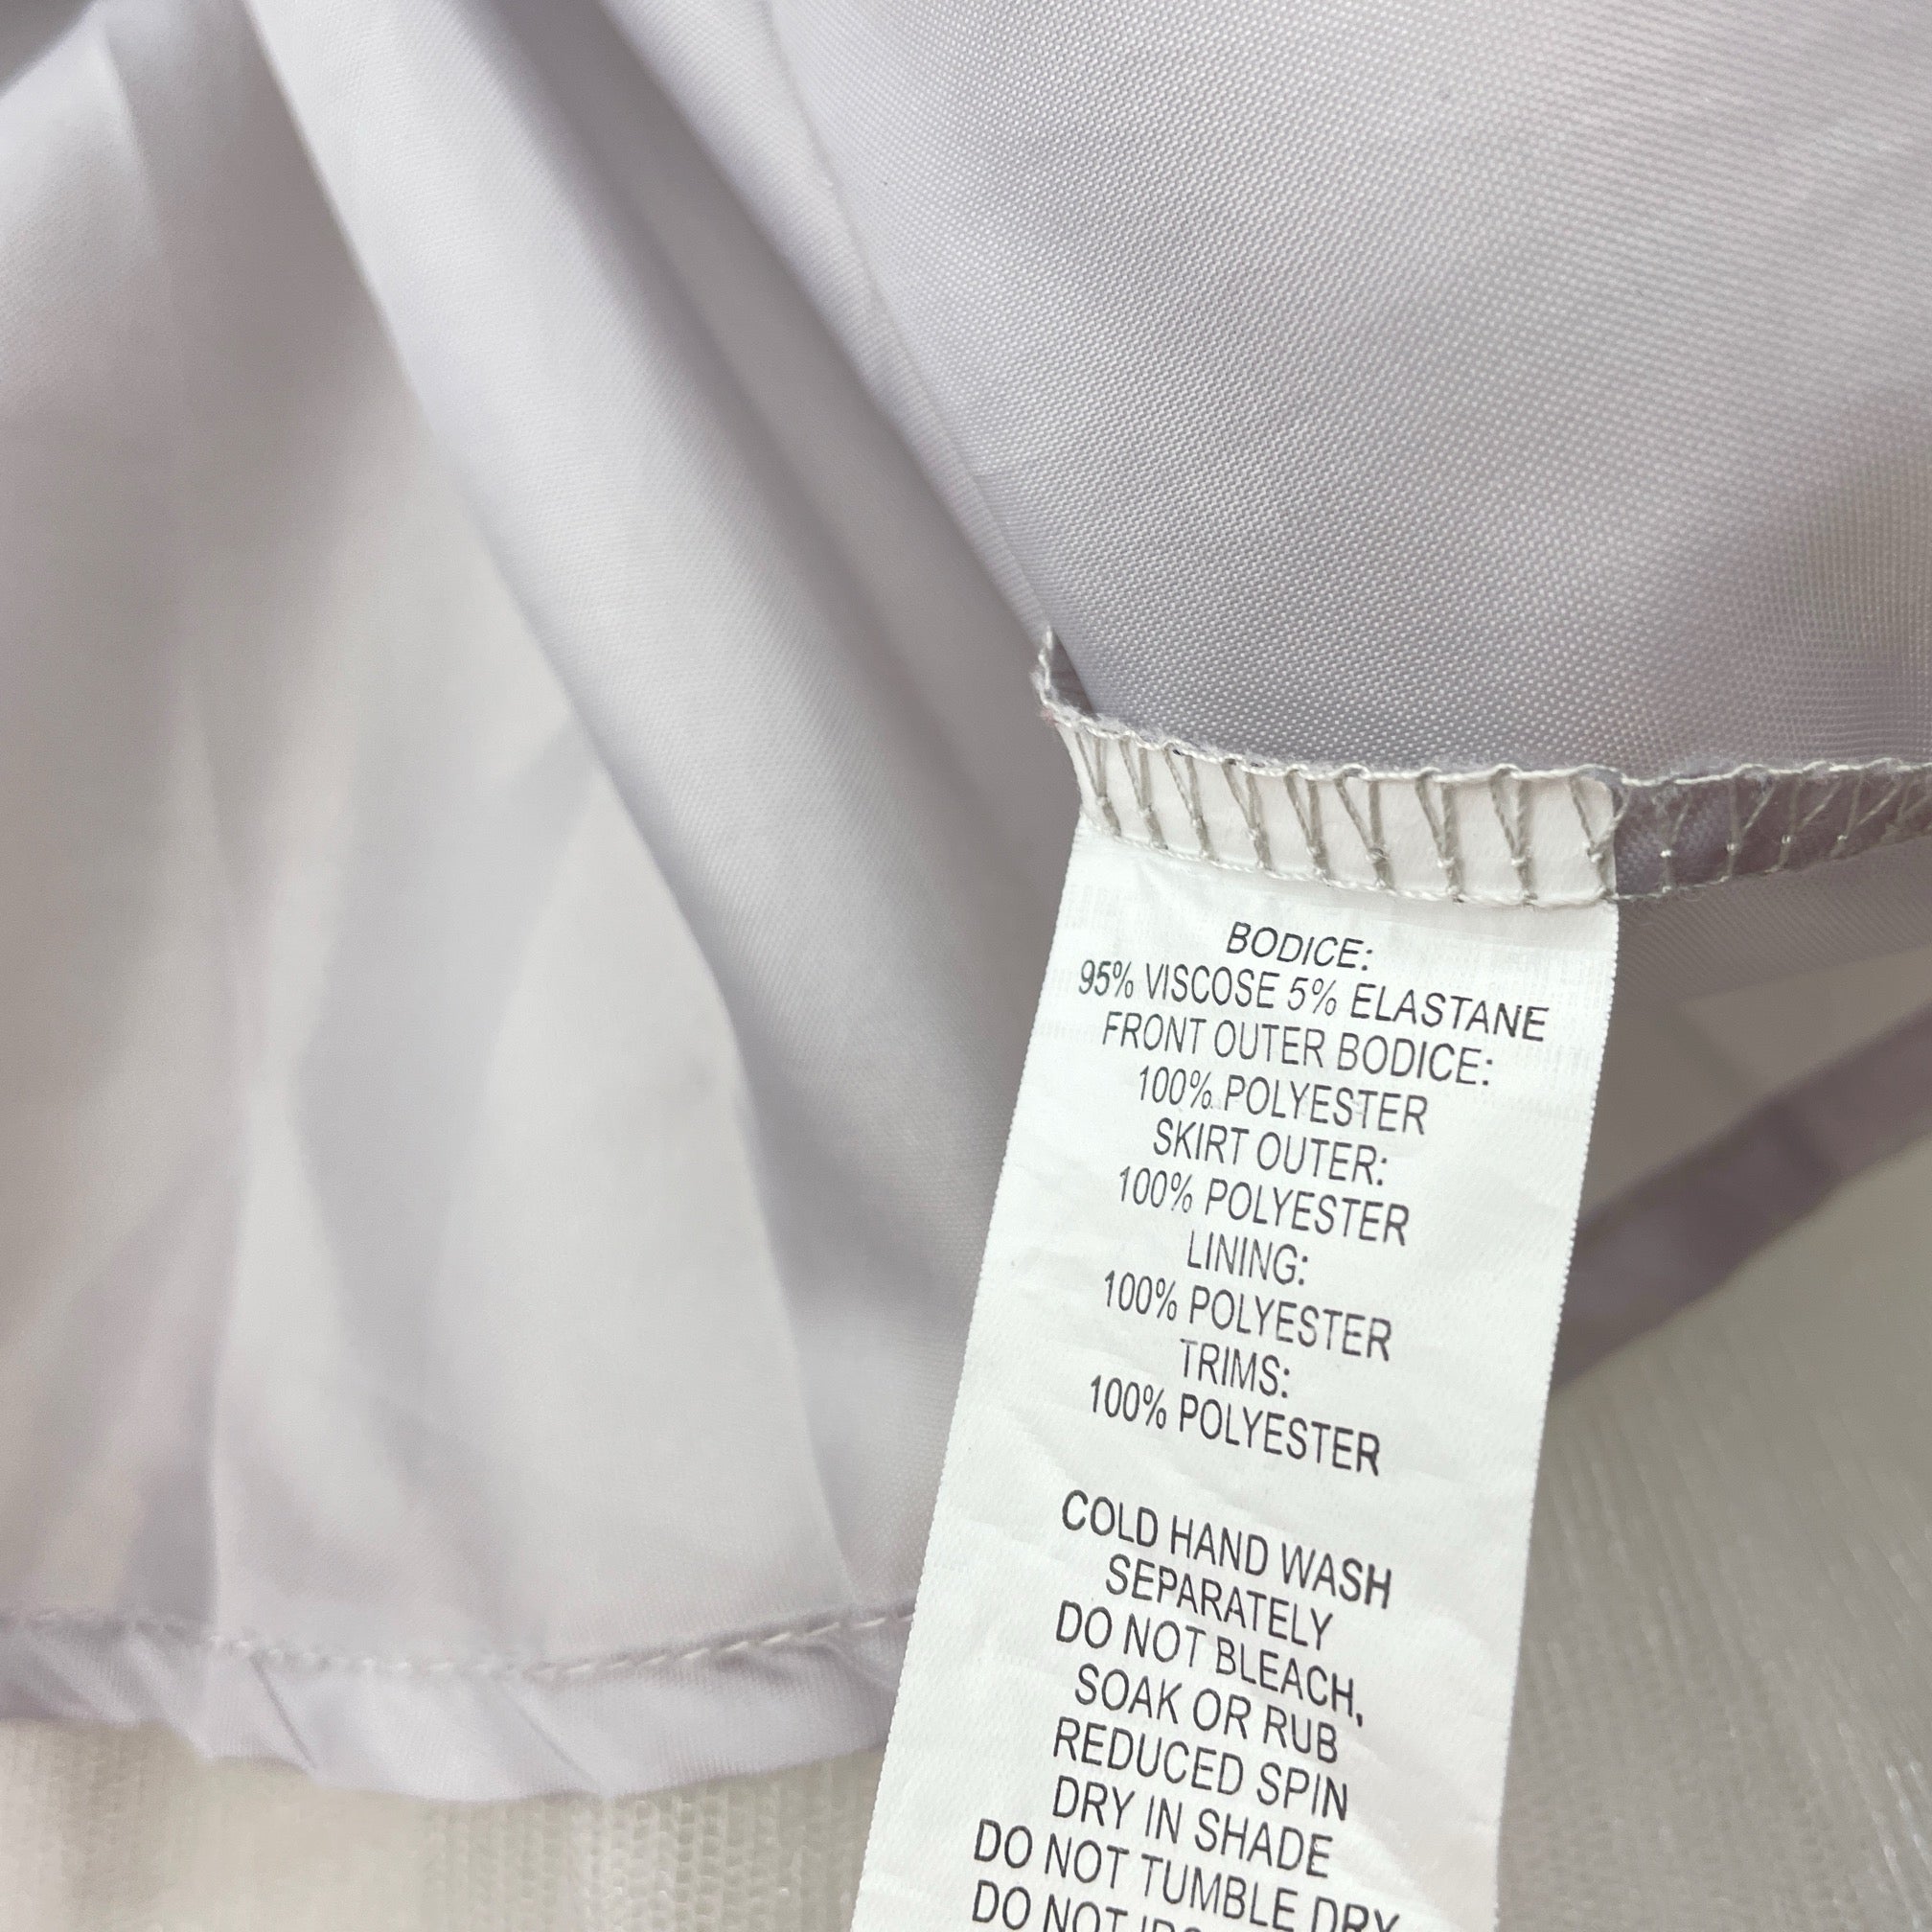 BODICE:
95% VISCOSE 5% ELASTANE
FRONT OUTER BODICE:
100% POLYESTER
SKIRT OUTER:
100% POLYESTER
LINING:
100% POLYESTER
TRIMS:
100% POLYESTER
COLD HAND WASH
SEPARATELY
DO NOT BLEACH,
SOAK OR RUB
REDUCED SPIN
DRY IN SHADE
DO NOT TUMBLE DRY
DO NOT